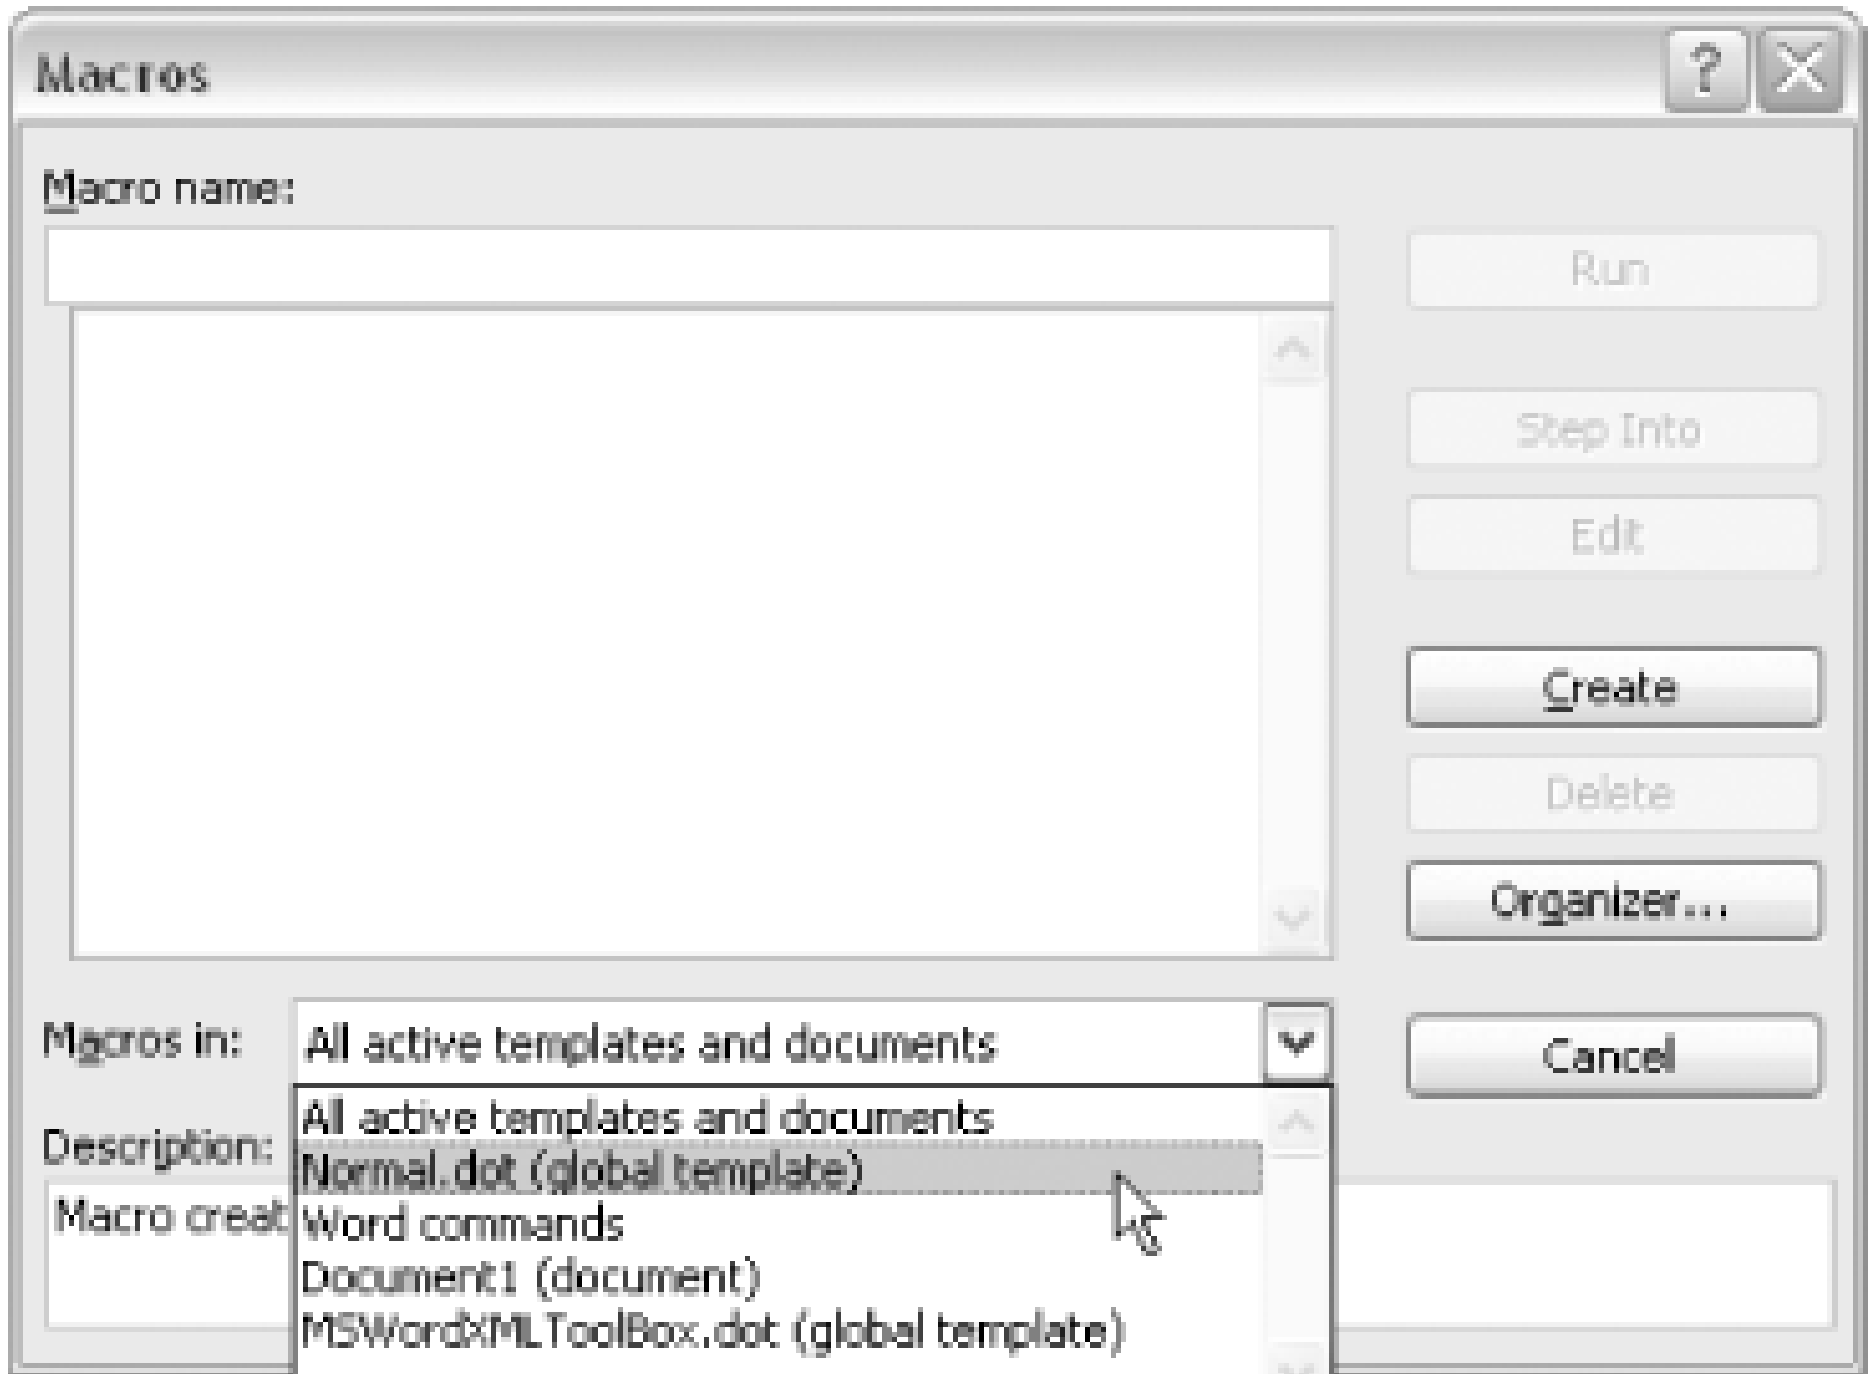 Macros
Macro name:
Run
Step Into
Edit
Create
Delete
Organizer...
Macros in:
All active templates and documents
Cancel
All active templates and documents
Description:
Normal.dot (global template)
Macro creat
Word commands
Document1 (document)
MSWordXMLToolBox.dot (global template)